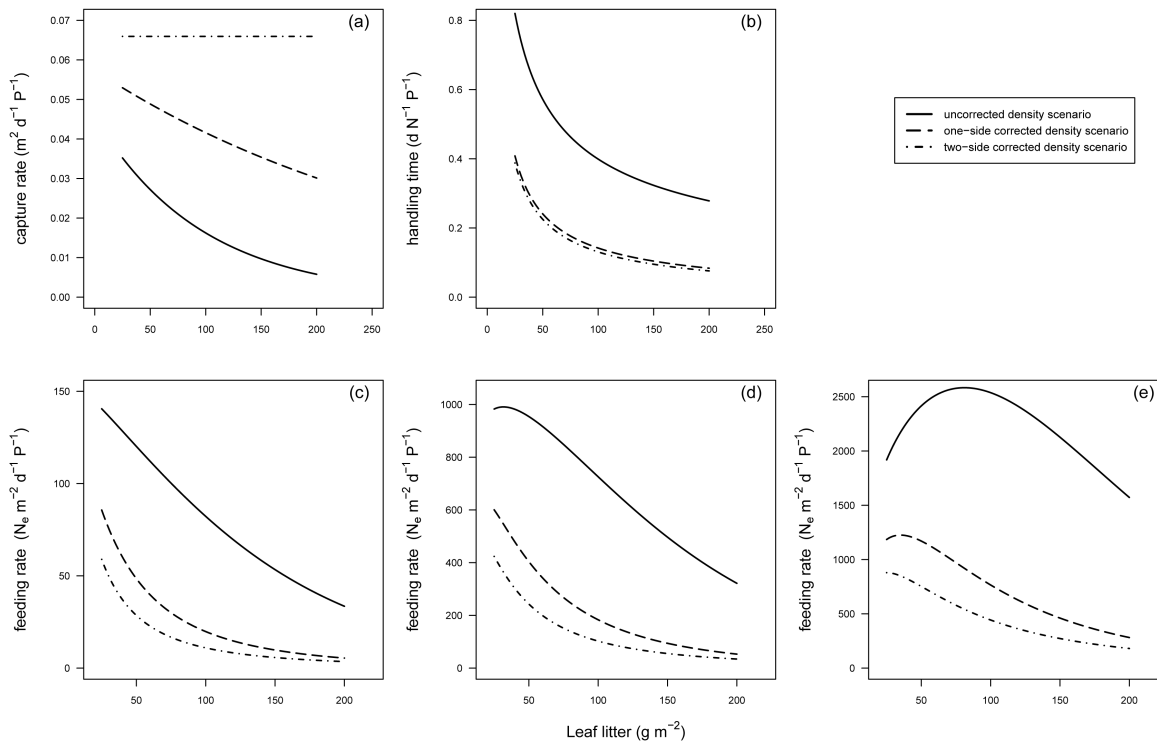 (a)
capture rate (m² d⁻¹ P⁻¹)
0.07
0.06
0.05
0.04
0.03
0.02
0.01
0.00
0 50 100 150 200 250
(b)
handling time (d N⁻¹ P⁻¹)
0.8
0.6
0.4
0.2
0.0
0 50 100 150 200 250
uncorrected density scenario
one−side corrected density scenario
two−side corrected density scenario
(c)
feeding rate (Nₑ m⁻² d⁻¹ P⁻¹)
150
100
50
0
50 100 150 200
(d)
feeding rate (Nₑ m⁻² d⁻¹ P⁻¹)
1000
800
600
400
200
0
50 100 150 200
(e)
feeding rate (Nₑ m⁻² d⁻¹ P⁻¹)
2500
2000
1500
1000
500
0
50 100 150 200
Leaf litter (g m⁻²)